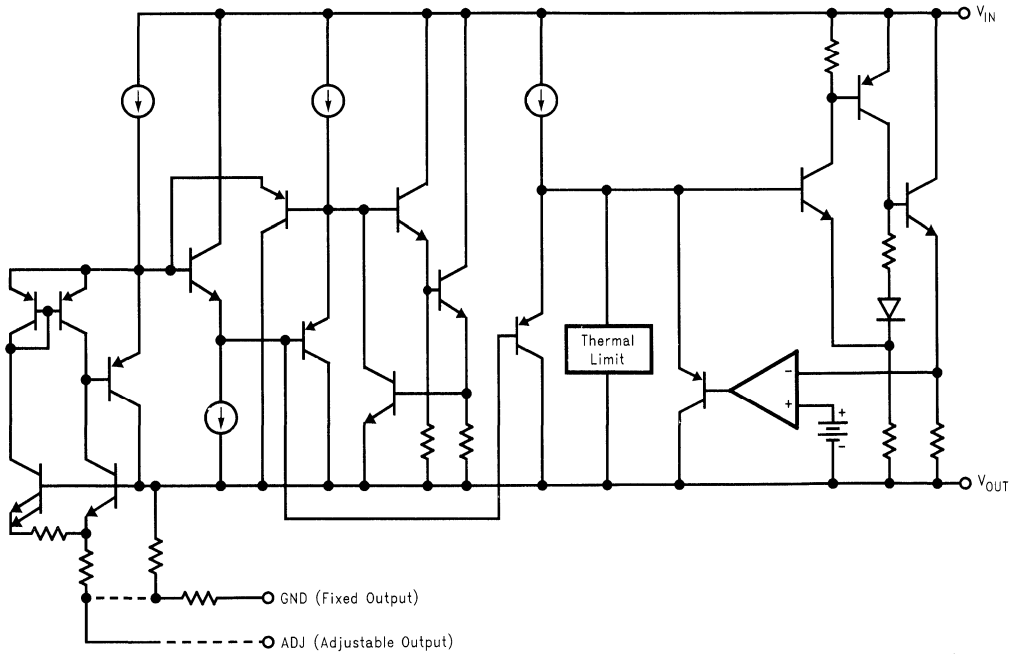 V_IN
Thermal
Limit
-
+
+
-
V_OUT
GND (Fixed Output)
ADJ (Adjustable Output)